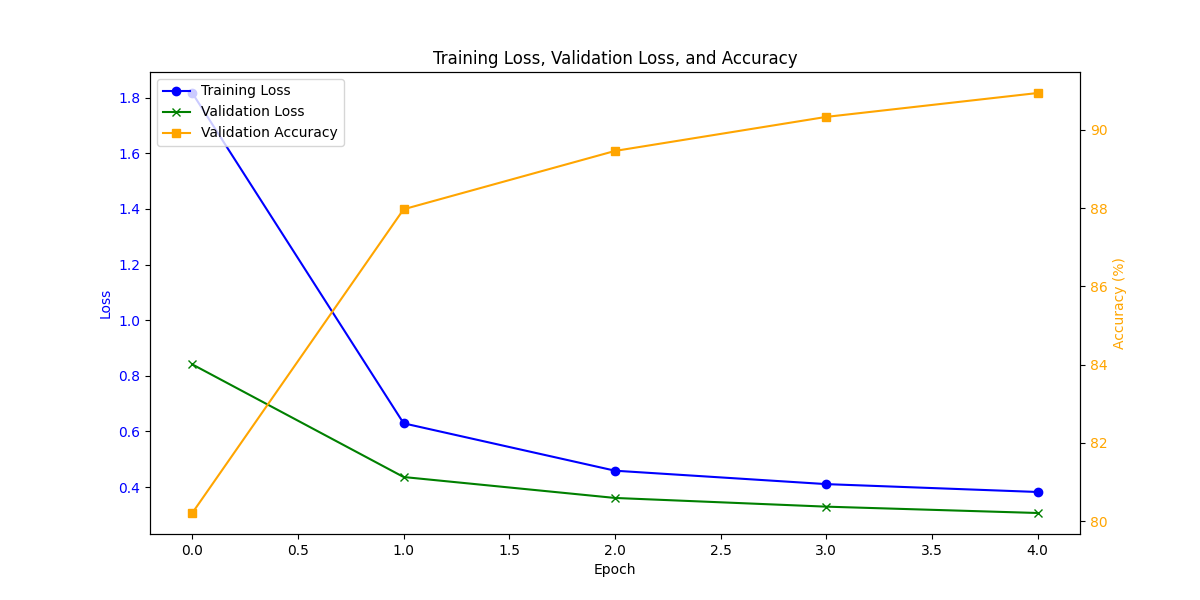 Training Loss, Validation Loss, and Accuracy
Training Loss
Validation Loss
Validation Accuracy
1.8
1.6
1.4
1.2
1.0
0.8
0.6
0.4
Loss
90
88
86
84
82
80
Accuracy (%)
0.0 0.5 1.0 1.5 2.0 2.5 3.0 3.5 4.0
Epoch